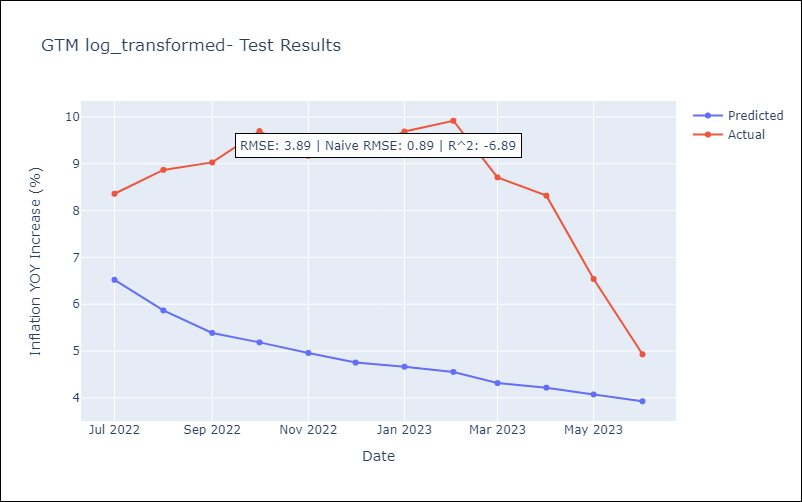 GTM log_transformed- Test Results
Predicted
Actual
RMSE: 3.89 | Naive RMSE: 0.89 | R^2: -6.89
Inflation YOY Increase (%)
10
9
8
7
6
5
4
Jul 2022
Sep 2022
Nov 2022
Jan 2023
Mar 2023
May 2023
Date